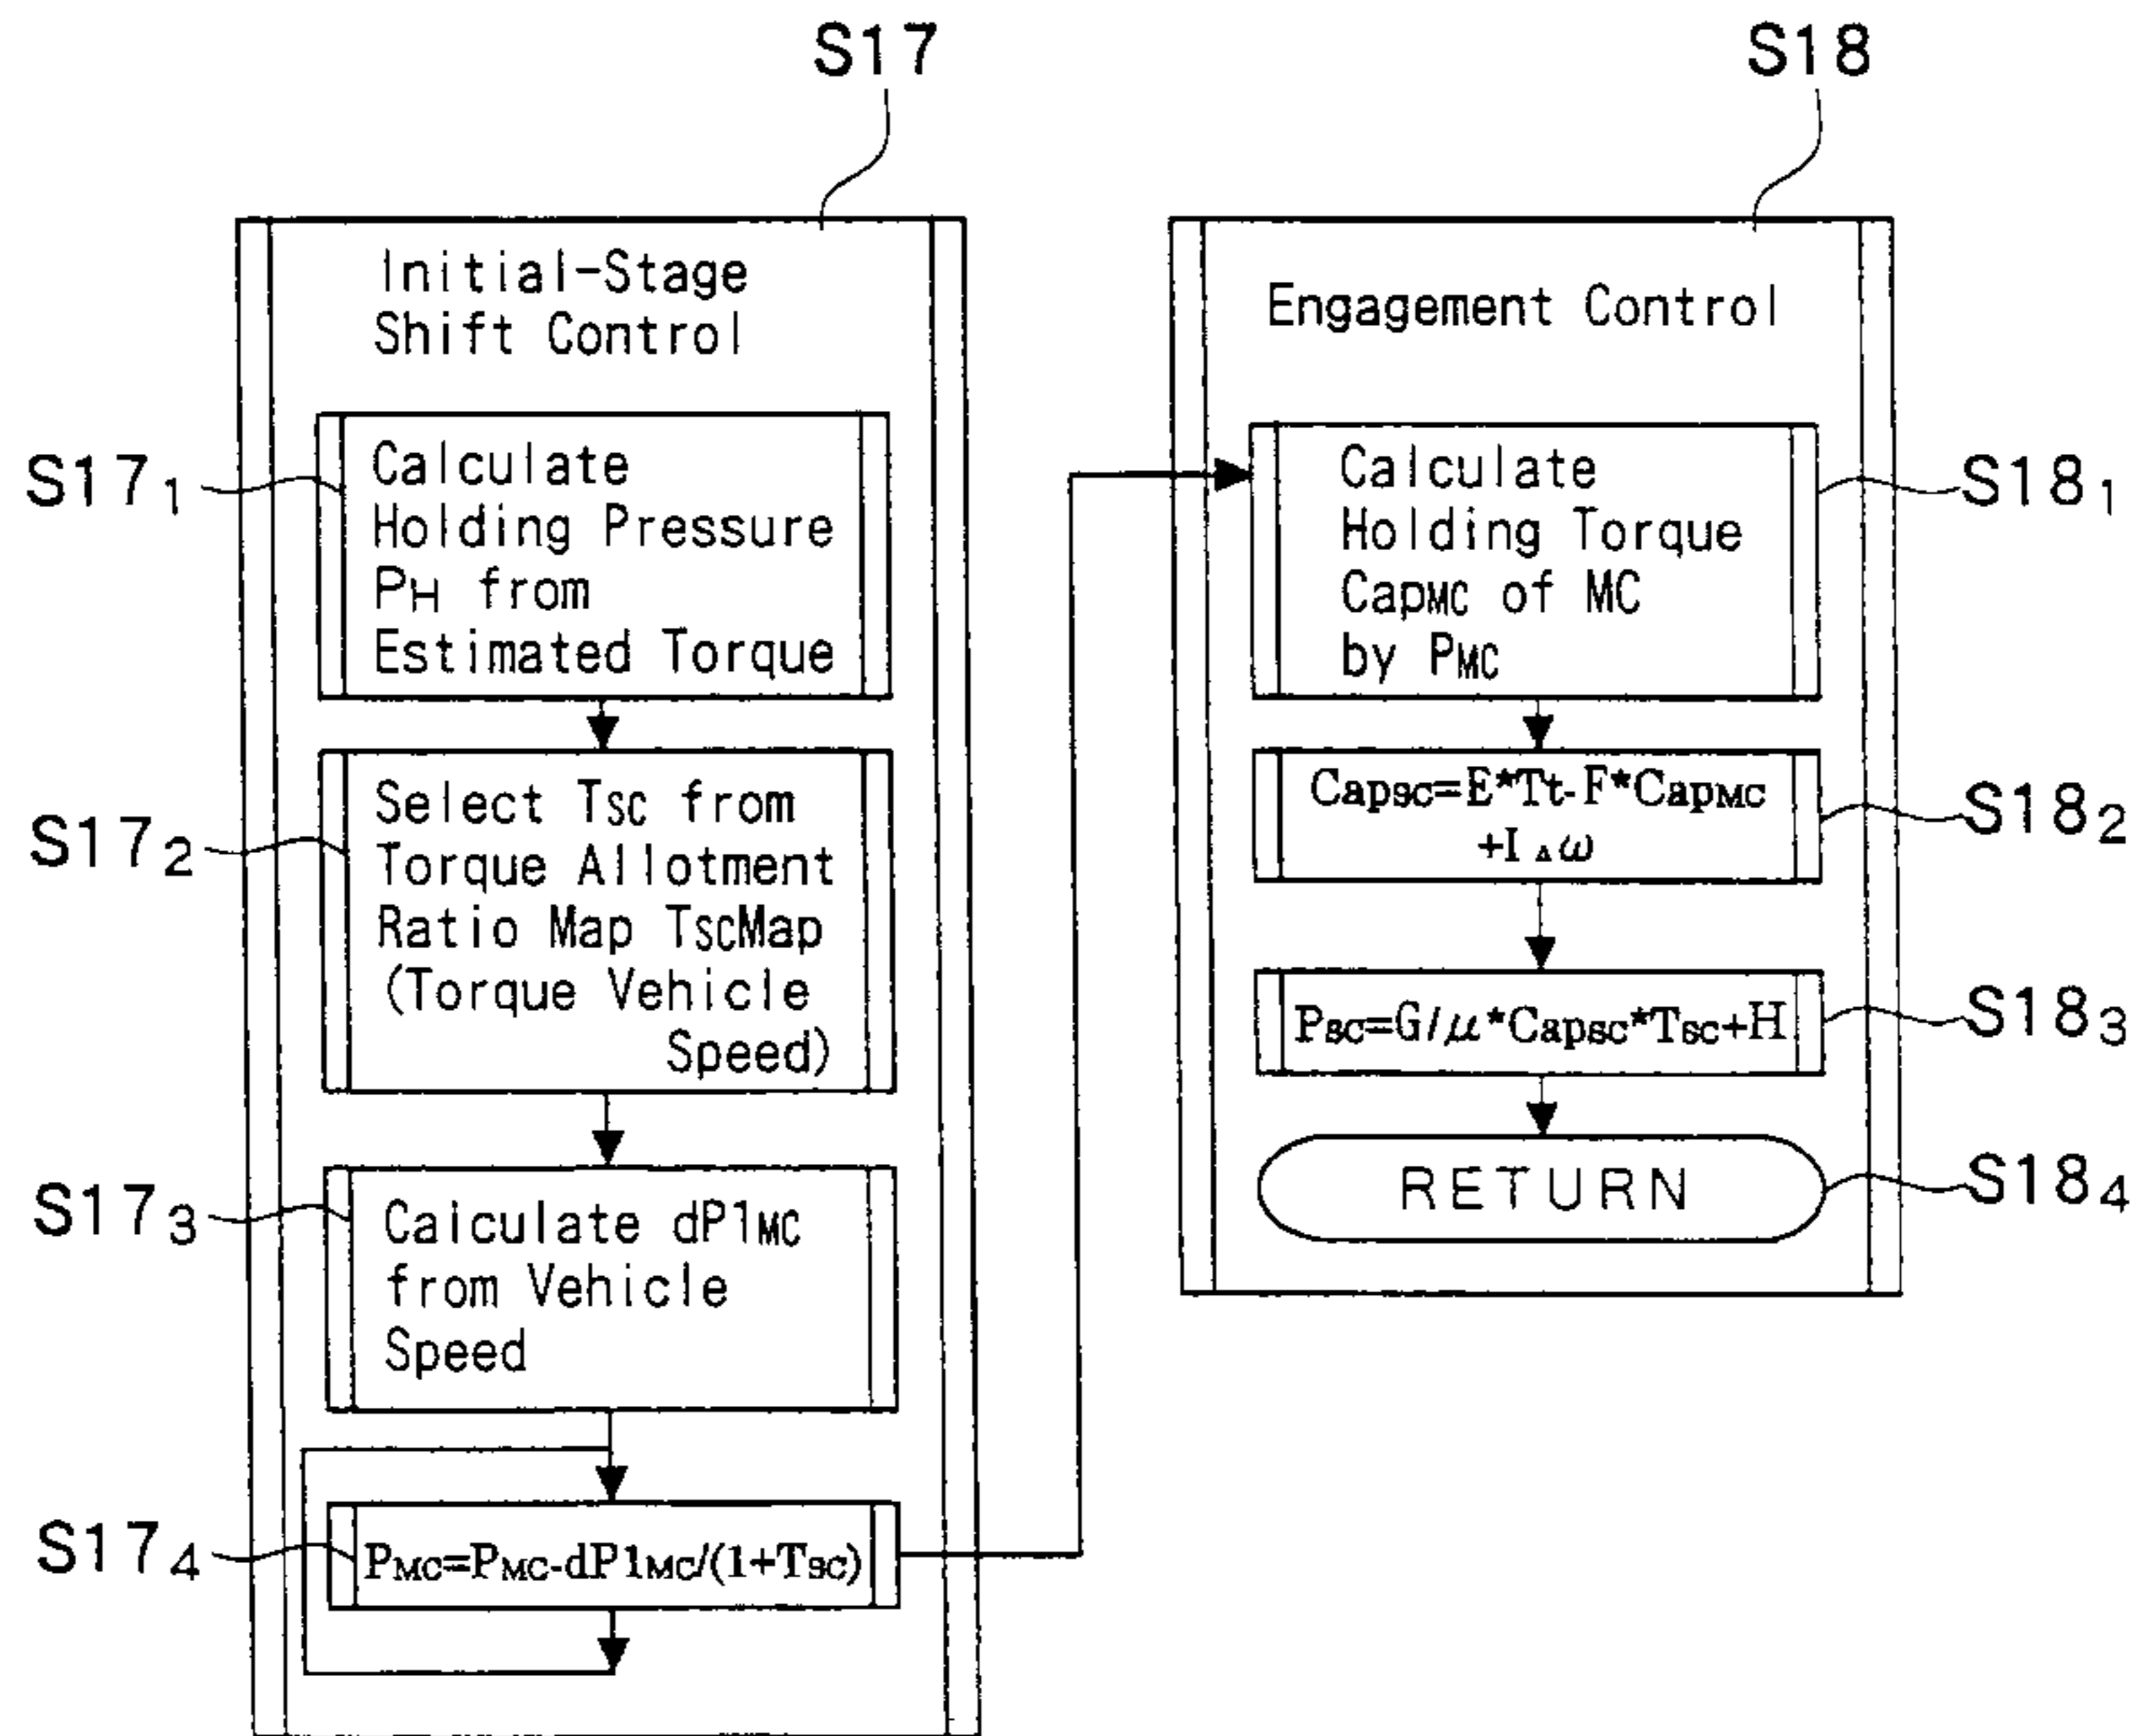 S17
Initial-Stage
Shift Control
S17₁
Calculate
Holding Pressure
PH from
Estimated Torque
S17₂
Select TSC from
Torque Allotment
Ratio Map TSCMap
(Torque Vehicle
Speed)
S17₃
Calculate dP1MC
from Vehicle
Speed
S17₄
PMC=PMC-dP1MC/(1+TSC)
S18
Engagement Control
S18₁
Calculate
Holding Torque
CapMC of MC
by PMC
S18₂
CapSC=E*Tt-F*CapMC
+I △ω
S18₃
PSC=G/μ*CapSC*TSC+H
S18₄
RETURN